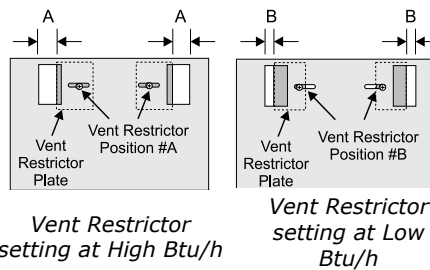 A
A
Vent Restrictor
Position #A
Vent
Restrictor
Plate
Vent Restrictor
setting at High Btu/h
B
B
Vent Restrictor
Position #B
Vent
Restrictor
Plate
Vent Restrictor
setting at Low
Btu/h